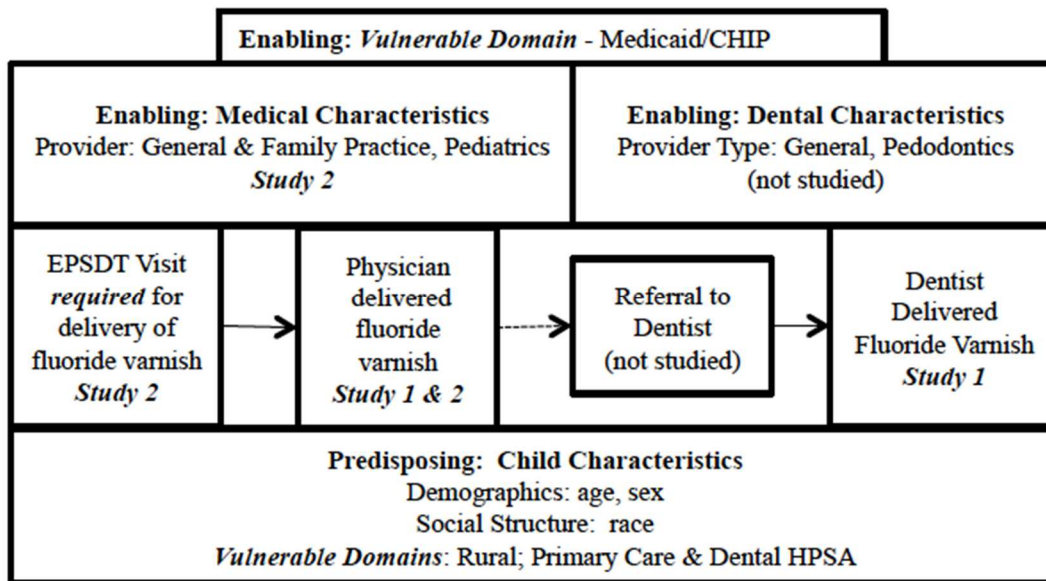 Enabling: Vulnerable Domain - Medicaid/CHIP
Enabling: Medical Characteristics
Provider: General & Family Practice, Pediatrics
Study 2
Enabling: Dental Characteristics
Provider Type: General, Pedodontics
(not studied)
EPSDT Visit
required for
delivery of
fluoride varnish
Study 2
Physician
delivered
fluoride
varnish
Study 1 & 2
Referral to
Dentist
(not studied)
Dentist
Delivered
Fluoride Varnish
Study 1
Predisposing: Child Characteristics
Demographics: age, sex
Social Structure: race
Vulnerable Domains: Rural; Primary Care & Dental HPSA